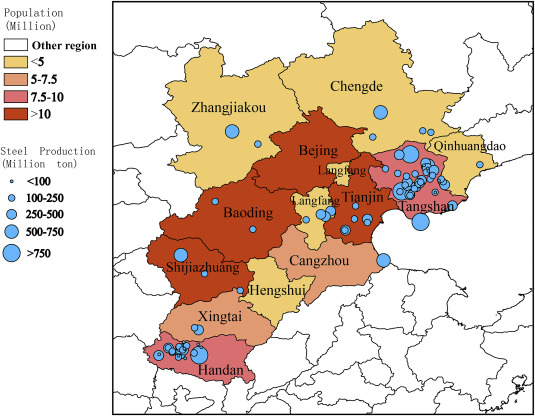 Population
(Million)
Other region
<5
5-7.5
7.5-10
>10
Steel Production
(Million ton)
<100
100-250
250-500
500-750
>750
Chengde
Zhangjiakou
Bejing
Qinhuangdao
Langfang
Langfang
Tianjin
Tangshan
Baoding
Cangzhou
Shijiazhuang
Hengshui
Xingtai
Handan